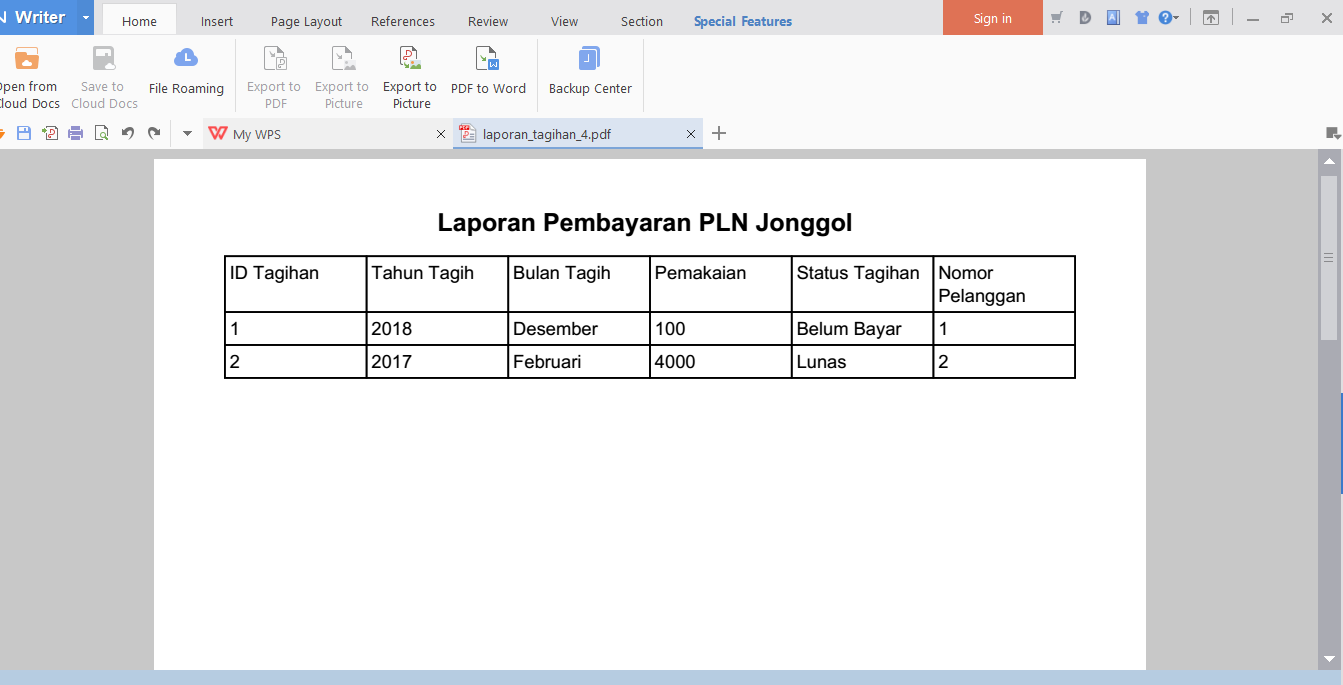 Writer
Home Insert Page Layout References Review View Section Special Features Sign in
Save to File Roaming Export to Export to Export to PDF to Word Backup Center
Cloud Docs Cloud Docs PDF Picture Picture
My WPS laporan_tagihan_4.pdf
Laporan Pembayaran PLN Jonggol
ID Tagihan Tahun Tagih Bulan Tagih Pemakaian Status Tagihan Nomor Pelanggan
1 2018 Desember 100 Belum Bayar 1
2 2017 Februari 4000 Lunas 2